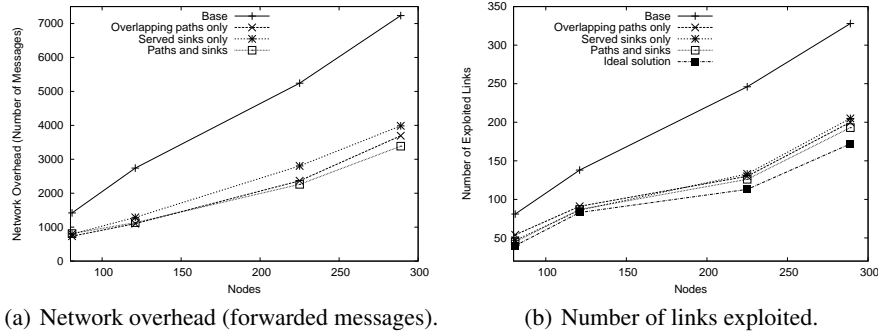 Network Overhead (Number of Messages)
7000
6000
5000
4000
3000
2000
1000
0
Base
Overlapping paths only
Served sinks only
Paths and sinks
100
150
200
250
300
Nodes
(a) Network overhead (forwarded messages).
Number of Exploited Links
350
300
250
200
150
100
50
Base
Overlapping paths only
Served sinks only
Paths and sinks
Ideal solution
100
150
200
250
300
Nodes
(b) Number of links exploited.